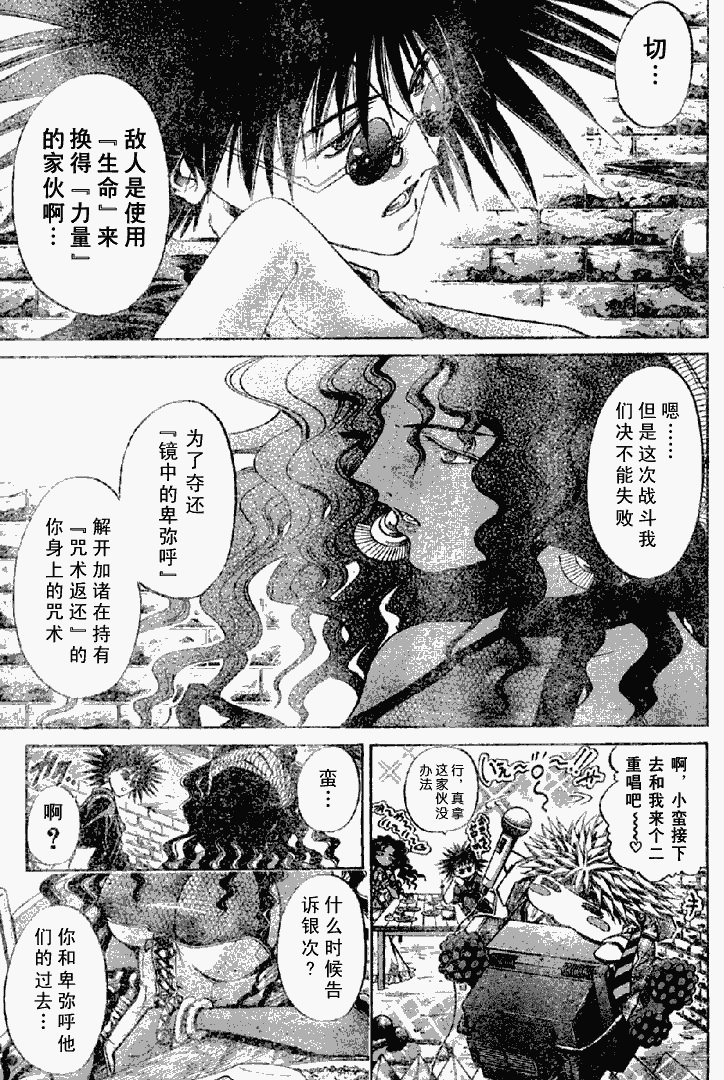 切…
敌人是使用
『生命』来
换得『力量』
的家伙啊…
嗯……
但是这次战斗我
们决不能失败
为了夺还
『镜中的卑弥呼』
解开加诸在持有
『咒术返还』的
你身上的咒术
啊，小蛮接下
去和我来个二
重唱吧~~♡
行，真拿
这家伙没
办法
蛮…
啊？
什么时候告
诉银次？
你和卑弥呼他
们的过去…